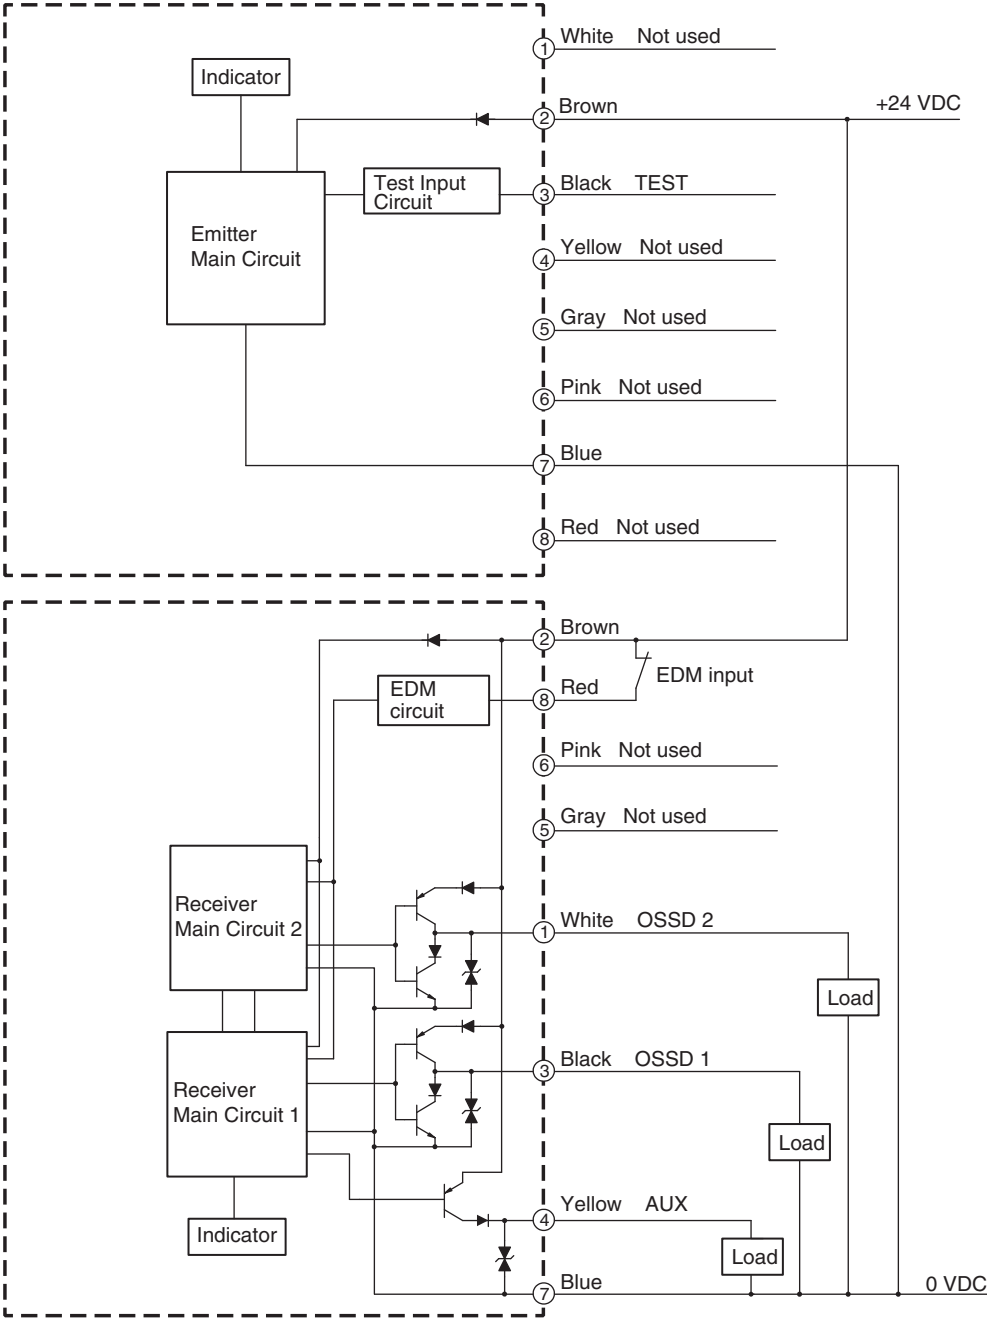 1 White Not used
Indicator
2 Brown +24 VDC
Test Input
Circuit
3 Black TEST
Emitter
Main Circuit
4 Yellow Not used
5 Gray Not used
6 Pink Not used
7 Blue
8 Red Not used
2 Brown
EDM input
EDM
circuit
8 Red
6 Pink Not used
5 Gray Not used
Receiver
Main Circuit 2
1 White OSSD 2
Load
Receiver
Main Circuit 1
3 Black OSSD 1
Load
4 Yellow AUX
Indicator
Load
7 Blue 0 VDC